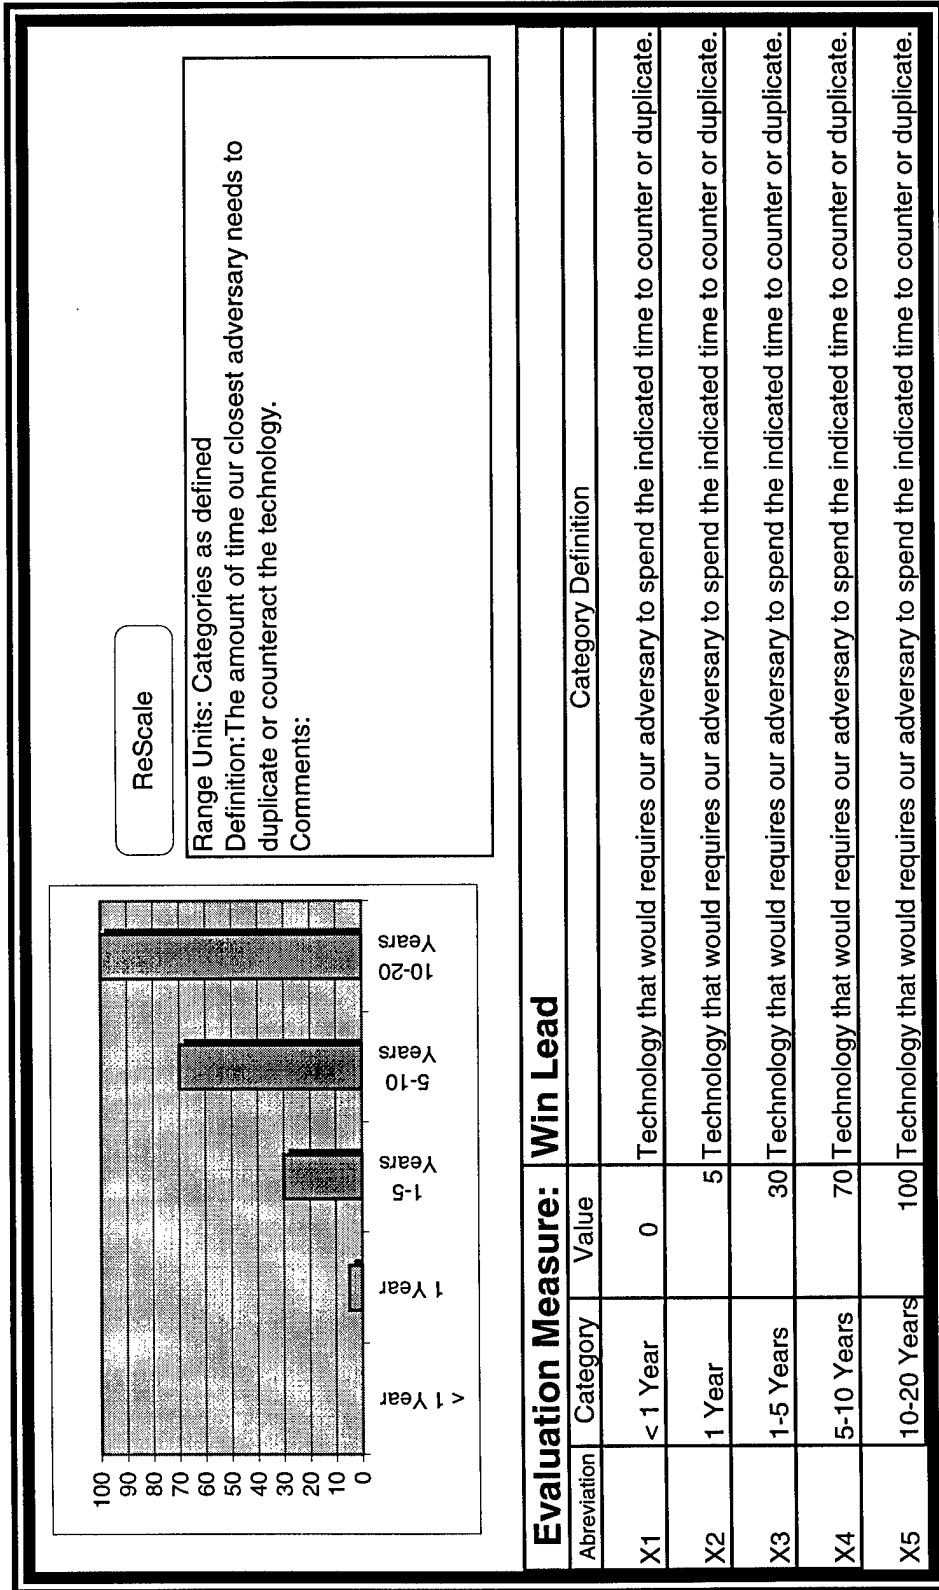 100
90
80
70
60
50
40
30
20
10
0
< 1 Year
1 Year
1-5
Years
5-10
Years
10-20
Years
ReScale
Range Units: Categories as defined
Definition:The amount of time our closest adversary needs to
duplicate or counteract the technology.
Comments:
Evaluation Measure: Win Lead
Abreviation Category Value Category Definition
X1 < 1 Year 0 Technology that would requires our adversary to spend the indicated time to counter or duplicate.
X2 1 Year 5 Technology that would requires our adversary to spend the indicated time to counter or duplicate.
X3 1-5 Years 30 Technology that would requires our adversary to spend the indicated time to counter or duplicate.
X4 5-10 Years 70 Technology that would requires our adversary to spend the indicated time to counter or duplicate.
X5 10-20 Years 100 Technology that would requires our adversary to spend the indicated time to counter or duplicate.